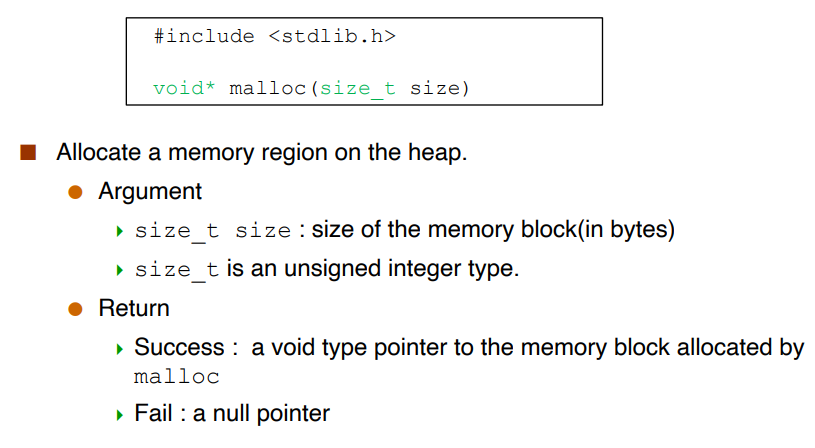 #include <stdlib.h>
void* malloc(size_t size)
Allocate a memory region on the heap.
Argument
size_t size : size of the memory block(in bytes)
size_t is an unsigned integer type.
Return
Success : a void type pointer to the memory block allocated by
malloc
Fail : a null pointer